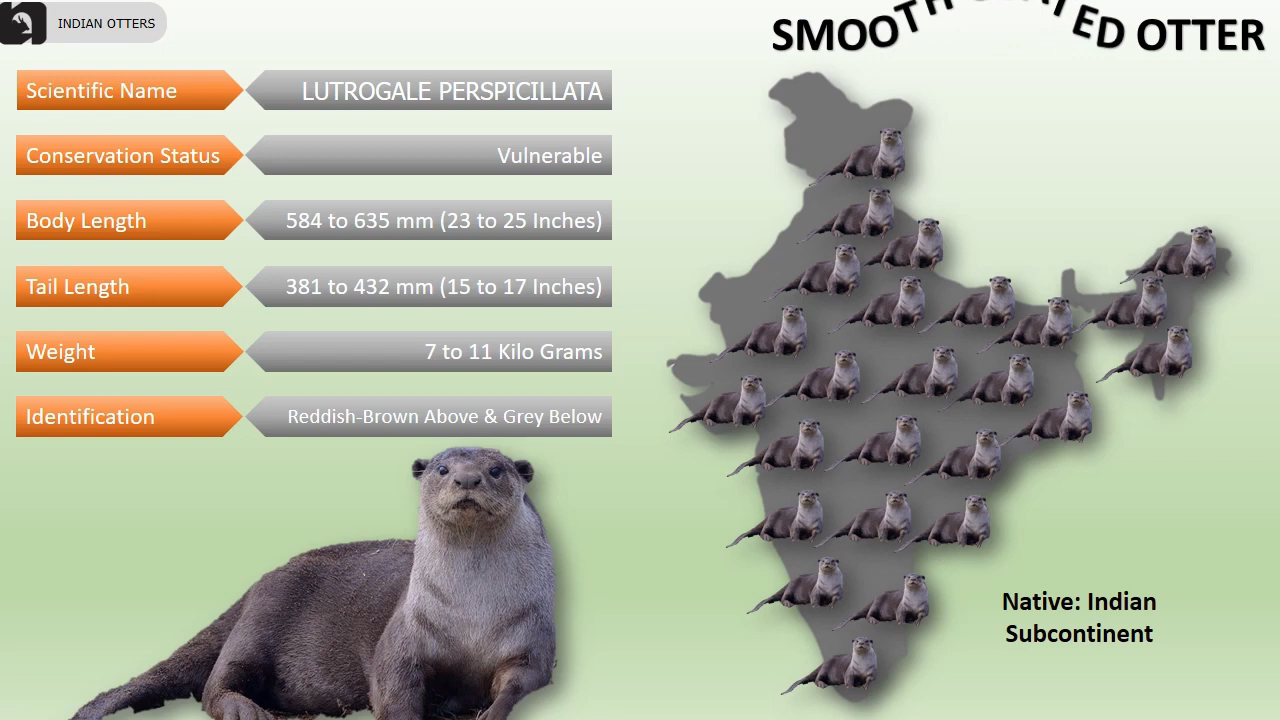 INDIAN OTTERS
SMOOTH COATED OTTER
Scientific Name
LUTROGALE PERSPICILLATA
Conservation Status
Vulnerable
Body Length
584 to 635 mm (23 to 25 Inches)
Tail Length
381 to 432 mm (15 to 17 Inches)
Weight
7 to 11 Kilo Grams
Identification
Reddish-Brown Above & Grey Below
Native: Indian
Subcontinent